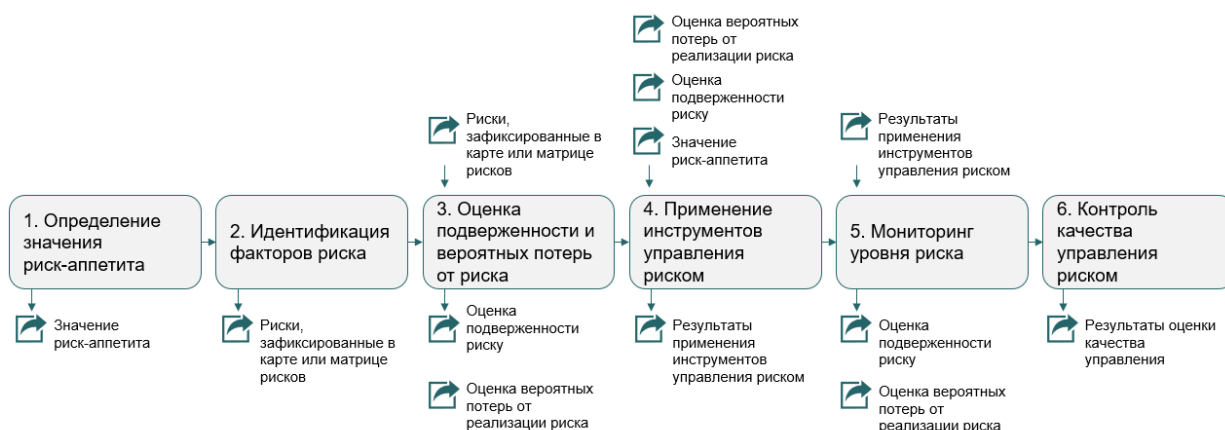 Оценка вероятных
потерь от
реализации риска
Оценка
подверженности
риску
Значение
риск-аппетита
Риски,
зафиксированные в
карте или матрице
рисков
Результаты
применения
инструментов
управления риском
1. Определение
значения
риск-аппетита
2. Идентификация
факторов риска
3. Оценка
подверженности и
вероятных потерь
от риска
4. Применение
инструментов
управления
риском
5. Мониторинг
уровня риска
6. Контроль
качества
управления
риском
Значение
риск-аппетита
Риски,
зафиксированные в
карте или матрице
рисков
Оценка
подверженности
риску
Оценка вероятных
потерь от
реализации риска
Результаты
применения
инструментов
управления риском
Оценка
подверженности
риску
Оценка вероятных
потерь от
реализации риска
Результаты оценки
качества
управления